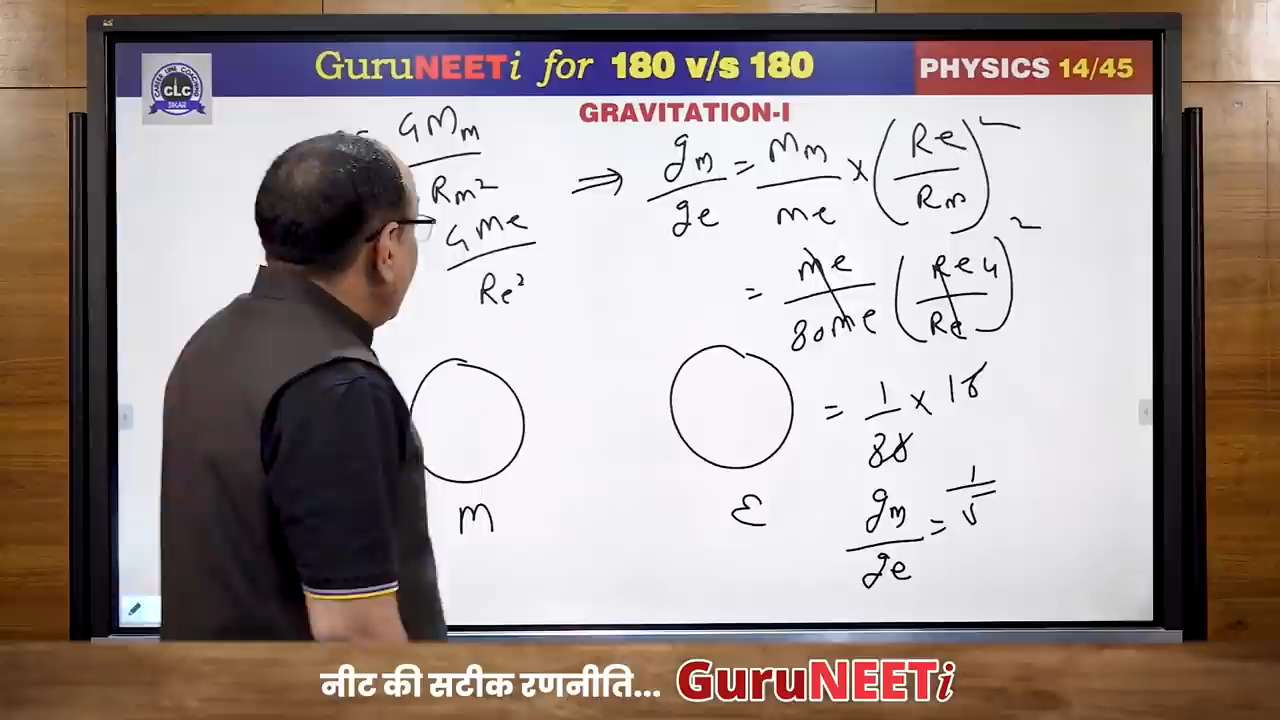 GuruNEETi for 180 v/s 180
PHYSICS 14/45
CLC
SIKAR
GRAVITATION-I
GMm
Rm²
GMe
Re²
⇒ gm/ge = Mm/me × (Re/Rm)²
= me/80me (Re4/Re)²
= 1/80 × 16
gm/ge = 1/5
M
E
नीट की सटीक रणनीति... GuruNEETi